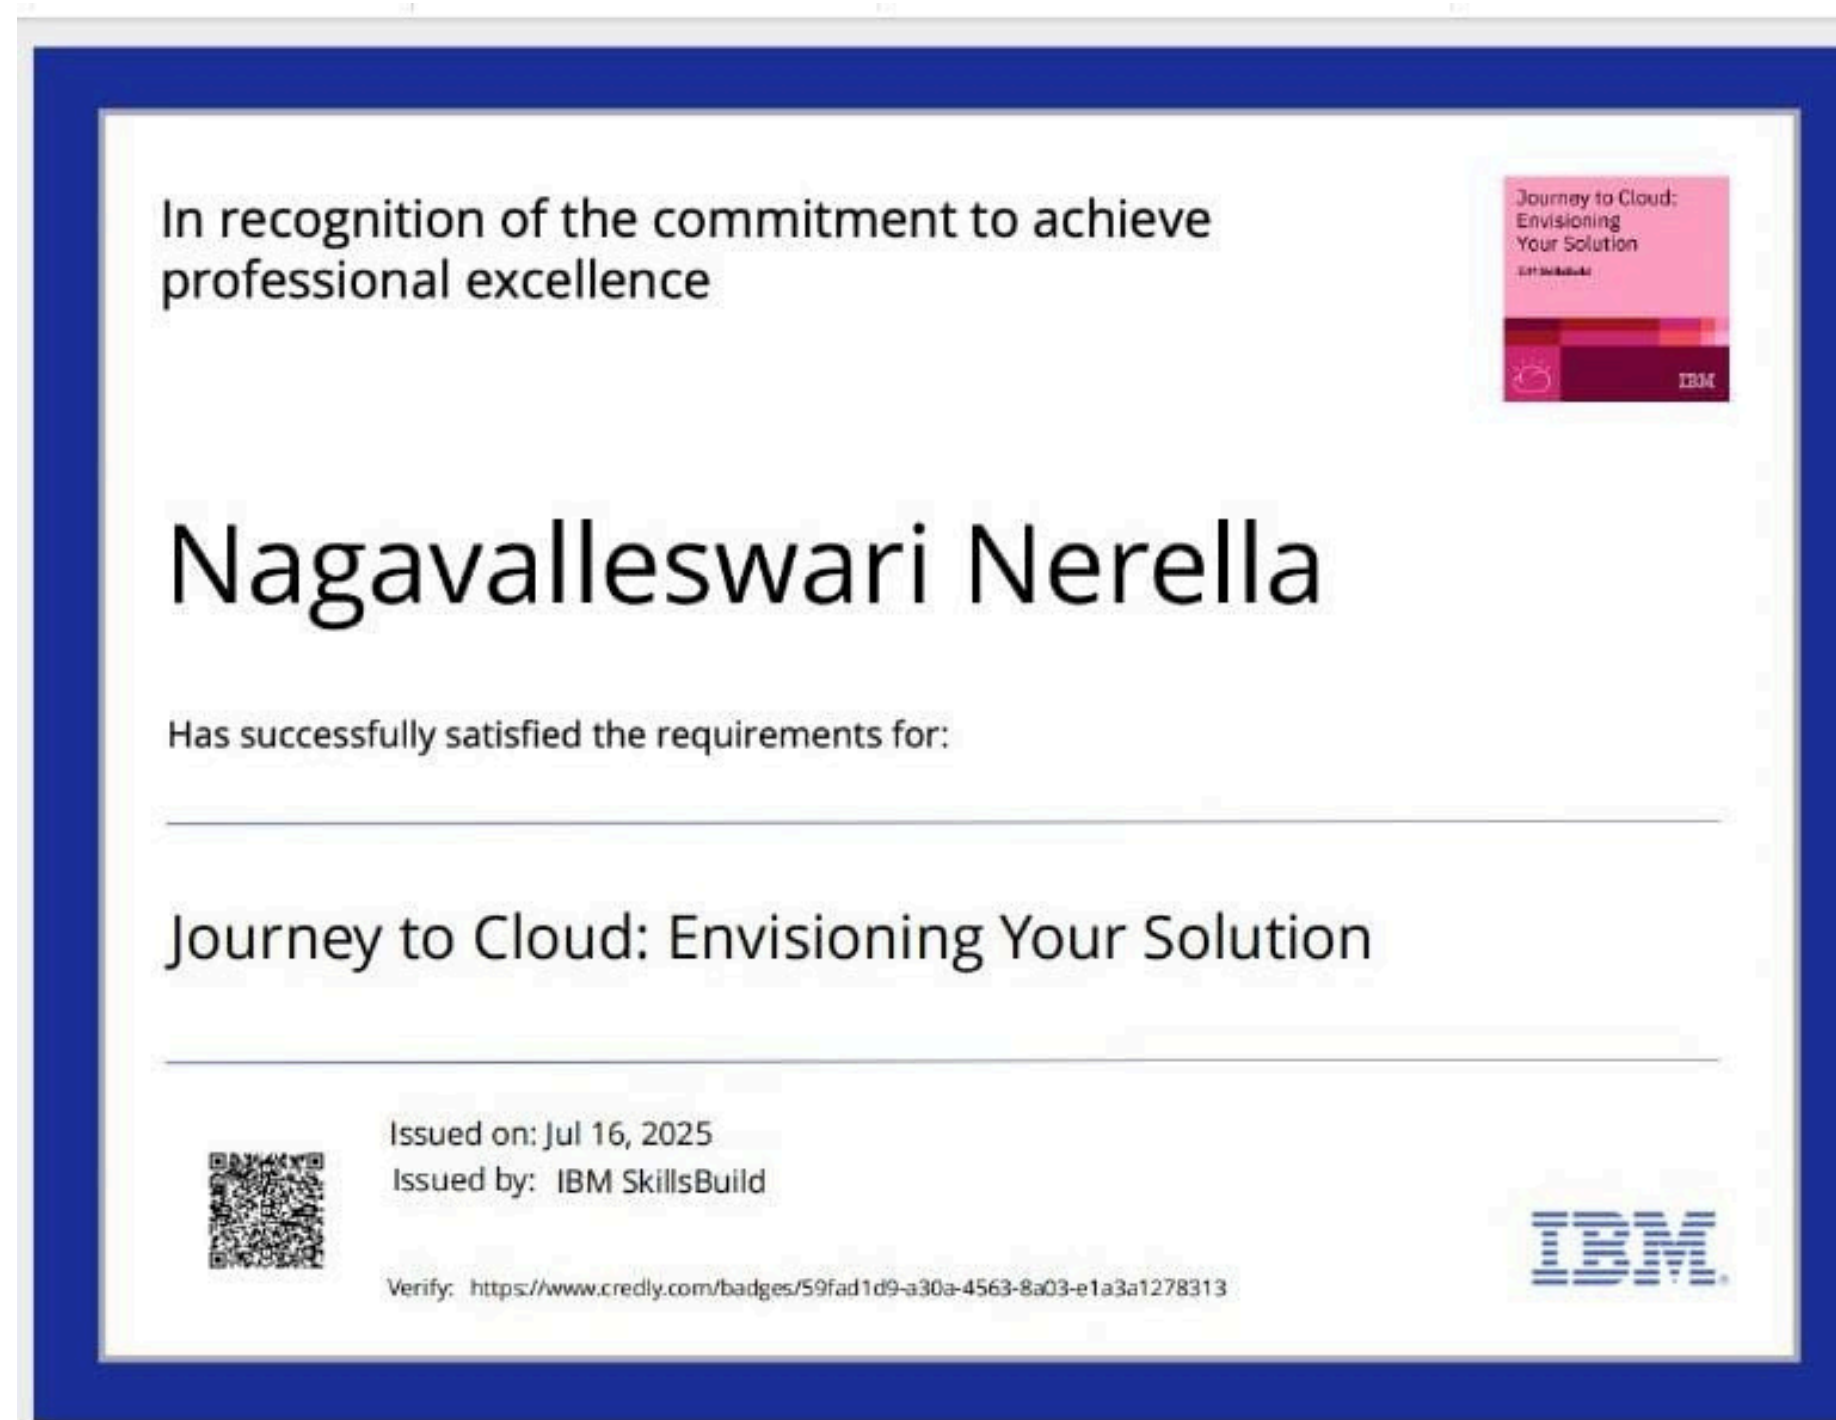 In recognition of the commitment to achieve
professional excellence
Journey to Cloud:
Envisioning
Your Solution
IBM SkillsBuild
IBM
Nagavalleswari Nerella
Has successfully satisfied the requirements for:
Journey to Cloud: Envisioning Your Solution
Issued on: Jul 16, 2025
Issued by: IBM SkillsBuild
Verify: https://www.credly.com/badges/59fad1d9-a30a-4563-8a03-e1a3a1278313
IBM